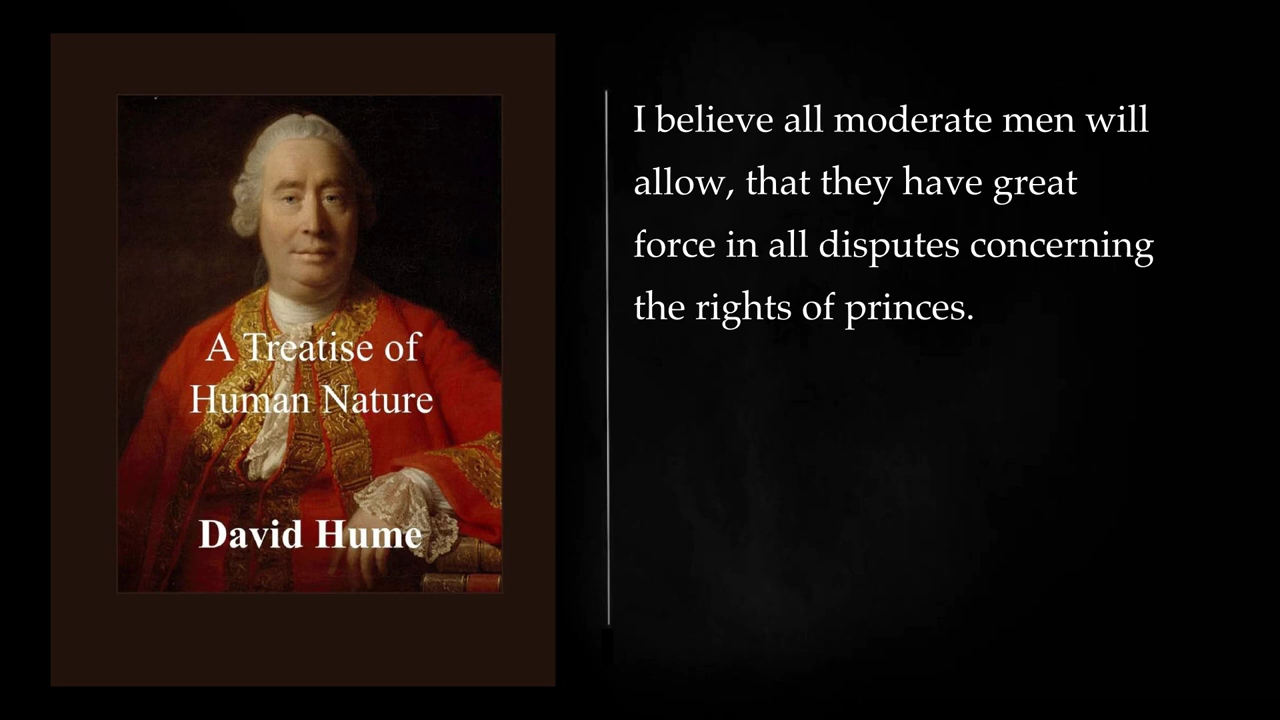 A Treatise of
Human Nature
David Hume
I believe all moderate men will
allow, that they have great
force in all disputes concerning
the rights of princes.